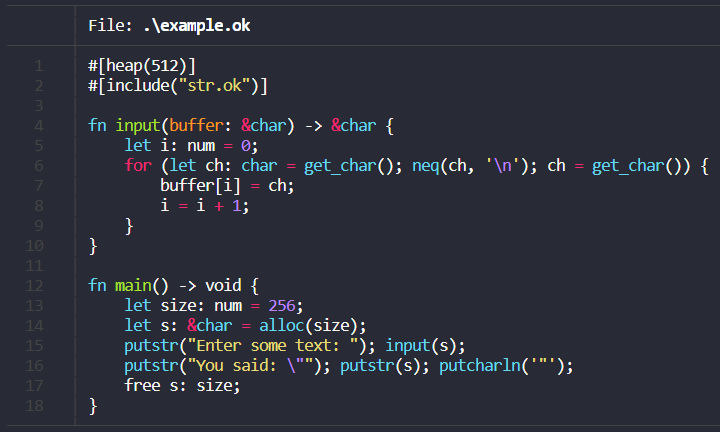 File: .\example.ok
1 #[heap(512)]
2 #[include("str.ok")]
3
4 fn input(buffer: &char) -> &char {
5     let i: num = 0;
6     for (let ch: char = get_char(); neq(ch, '\n'); ch = get_char()) {
7         buffer[i] = ch;
8         i = i + 1;
9     }
10 }
11
12 fn main() -> void {
13     let size: num = 256;
14     let s: &char = alloc(size);
15     putstr("Enter some text: "); input(s);
16     putstr("You said: \""); putstr(s); putcharln('"');
17     free s: size;
18 }